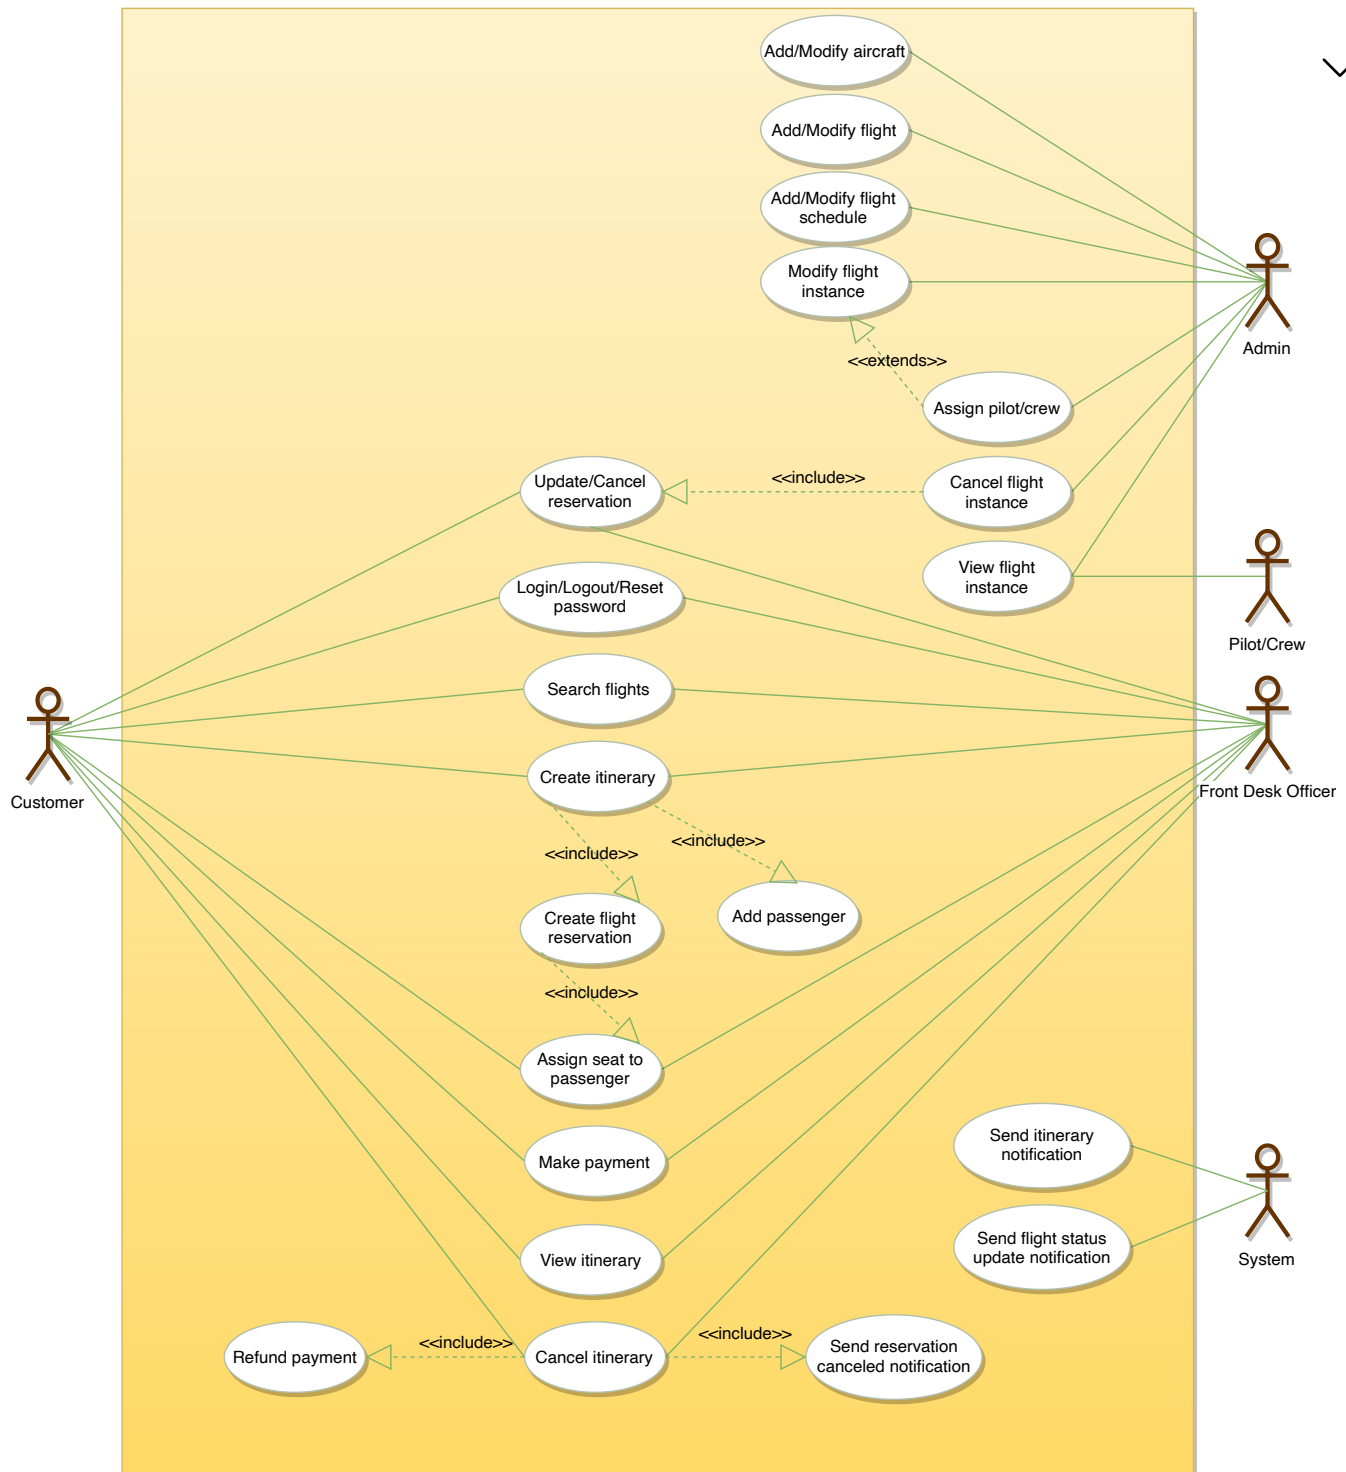 Add/Modify aircraft
Add/Modify flight
Add/Modify flight
schedule
Modify flight
instance
Admin
<<extends>>
Assign pilot/crew
Update/Cancel
reservation
<<include>>
Cancel flight
instance
View flight
instance
Login/Logout/Reset
password
Pilot/Crew
Search flights
Create itinerary
Customer
Front Desk Officer
<<include>>
<<include>>
Create flight
reservation
Add passenger
<<include>>
Assign seat to
passenger
Send itinerary
notification
Make payment
Send flight status
update notification
View itinerary
System
Refund payment
<<include>>
Cancel itinerary
<<include>>
Send reservation
canceled notification